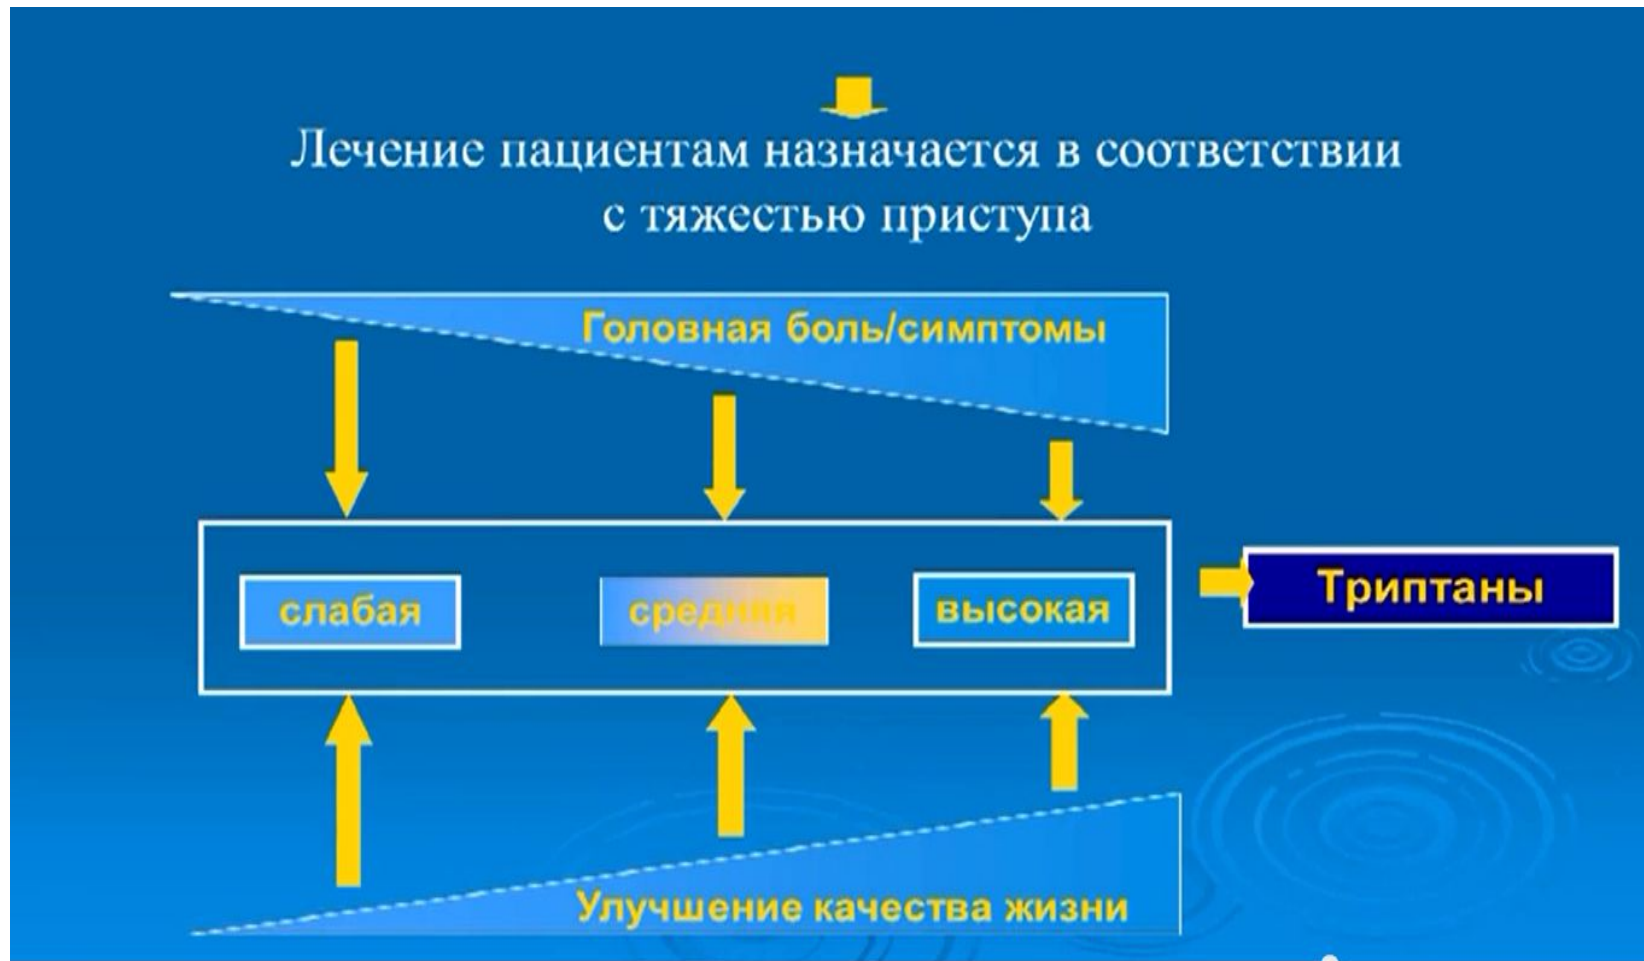 Лечение пациентам назначается в соответствии
с тяжестью приступа
Головная боль/симптомы
слабая
средняя
высокая
Триптаны
Улучшение качества жизни